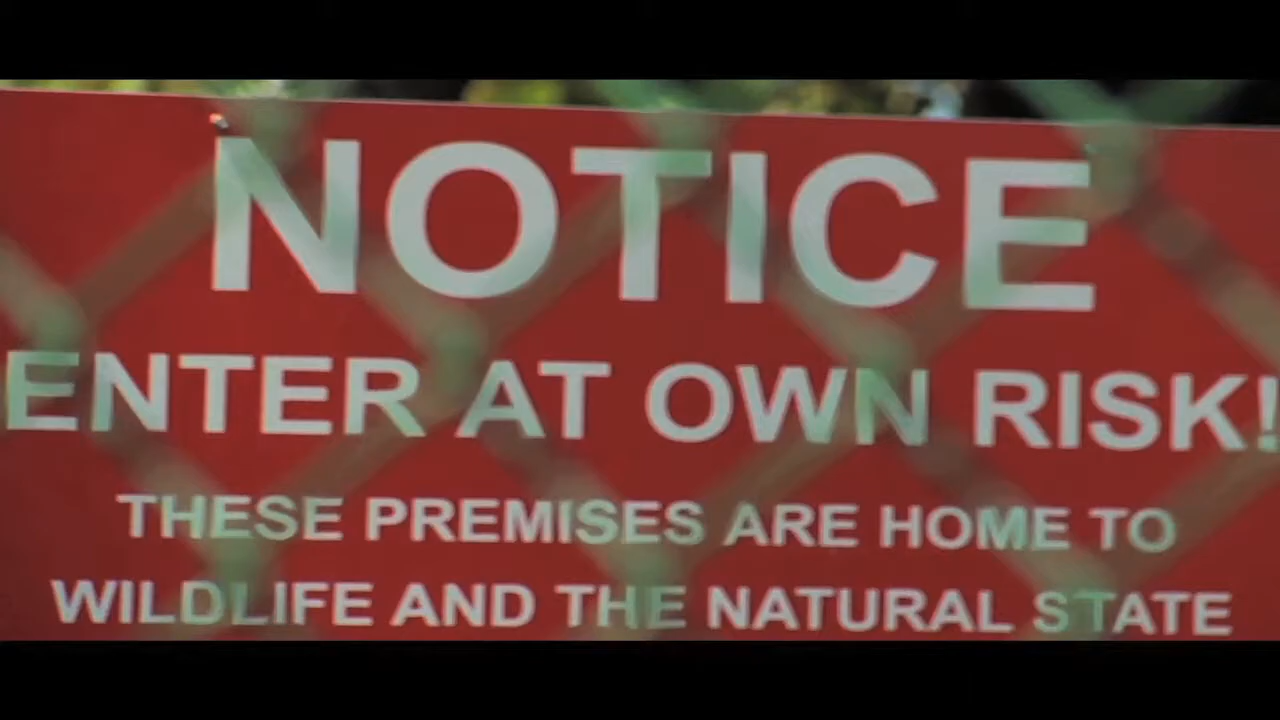 NOTICE
ENTER AT OWN RISK!
THESE PREMISES ARE HOME TO
WILDLIFE AND THE NATURAL STATE